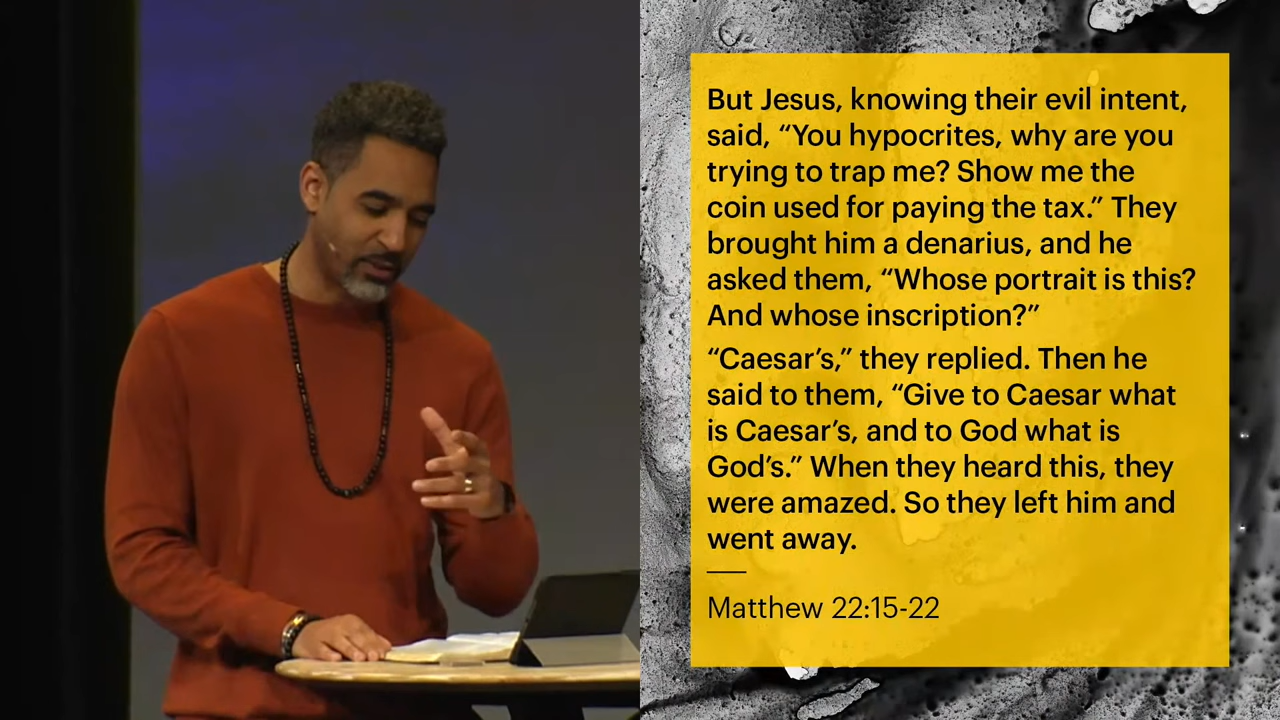 But Jesus, knowing their evil intent,
said, “You hypocrites, why are you
trying to trap me? Show me the
coin used for paying the tax.” They
brought him a denarius, and he
asked them, “Whose portrait is this?
And whose inscription?”
“Caesar’s,” they replied. Then he
said to them, “Give to Caesar what
is Caesar’s, and to God what is
God’s.” When they heard this, they
were amazed. So they left him and
went away.
Matthew 22:15-22